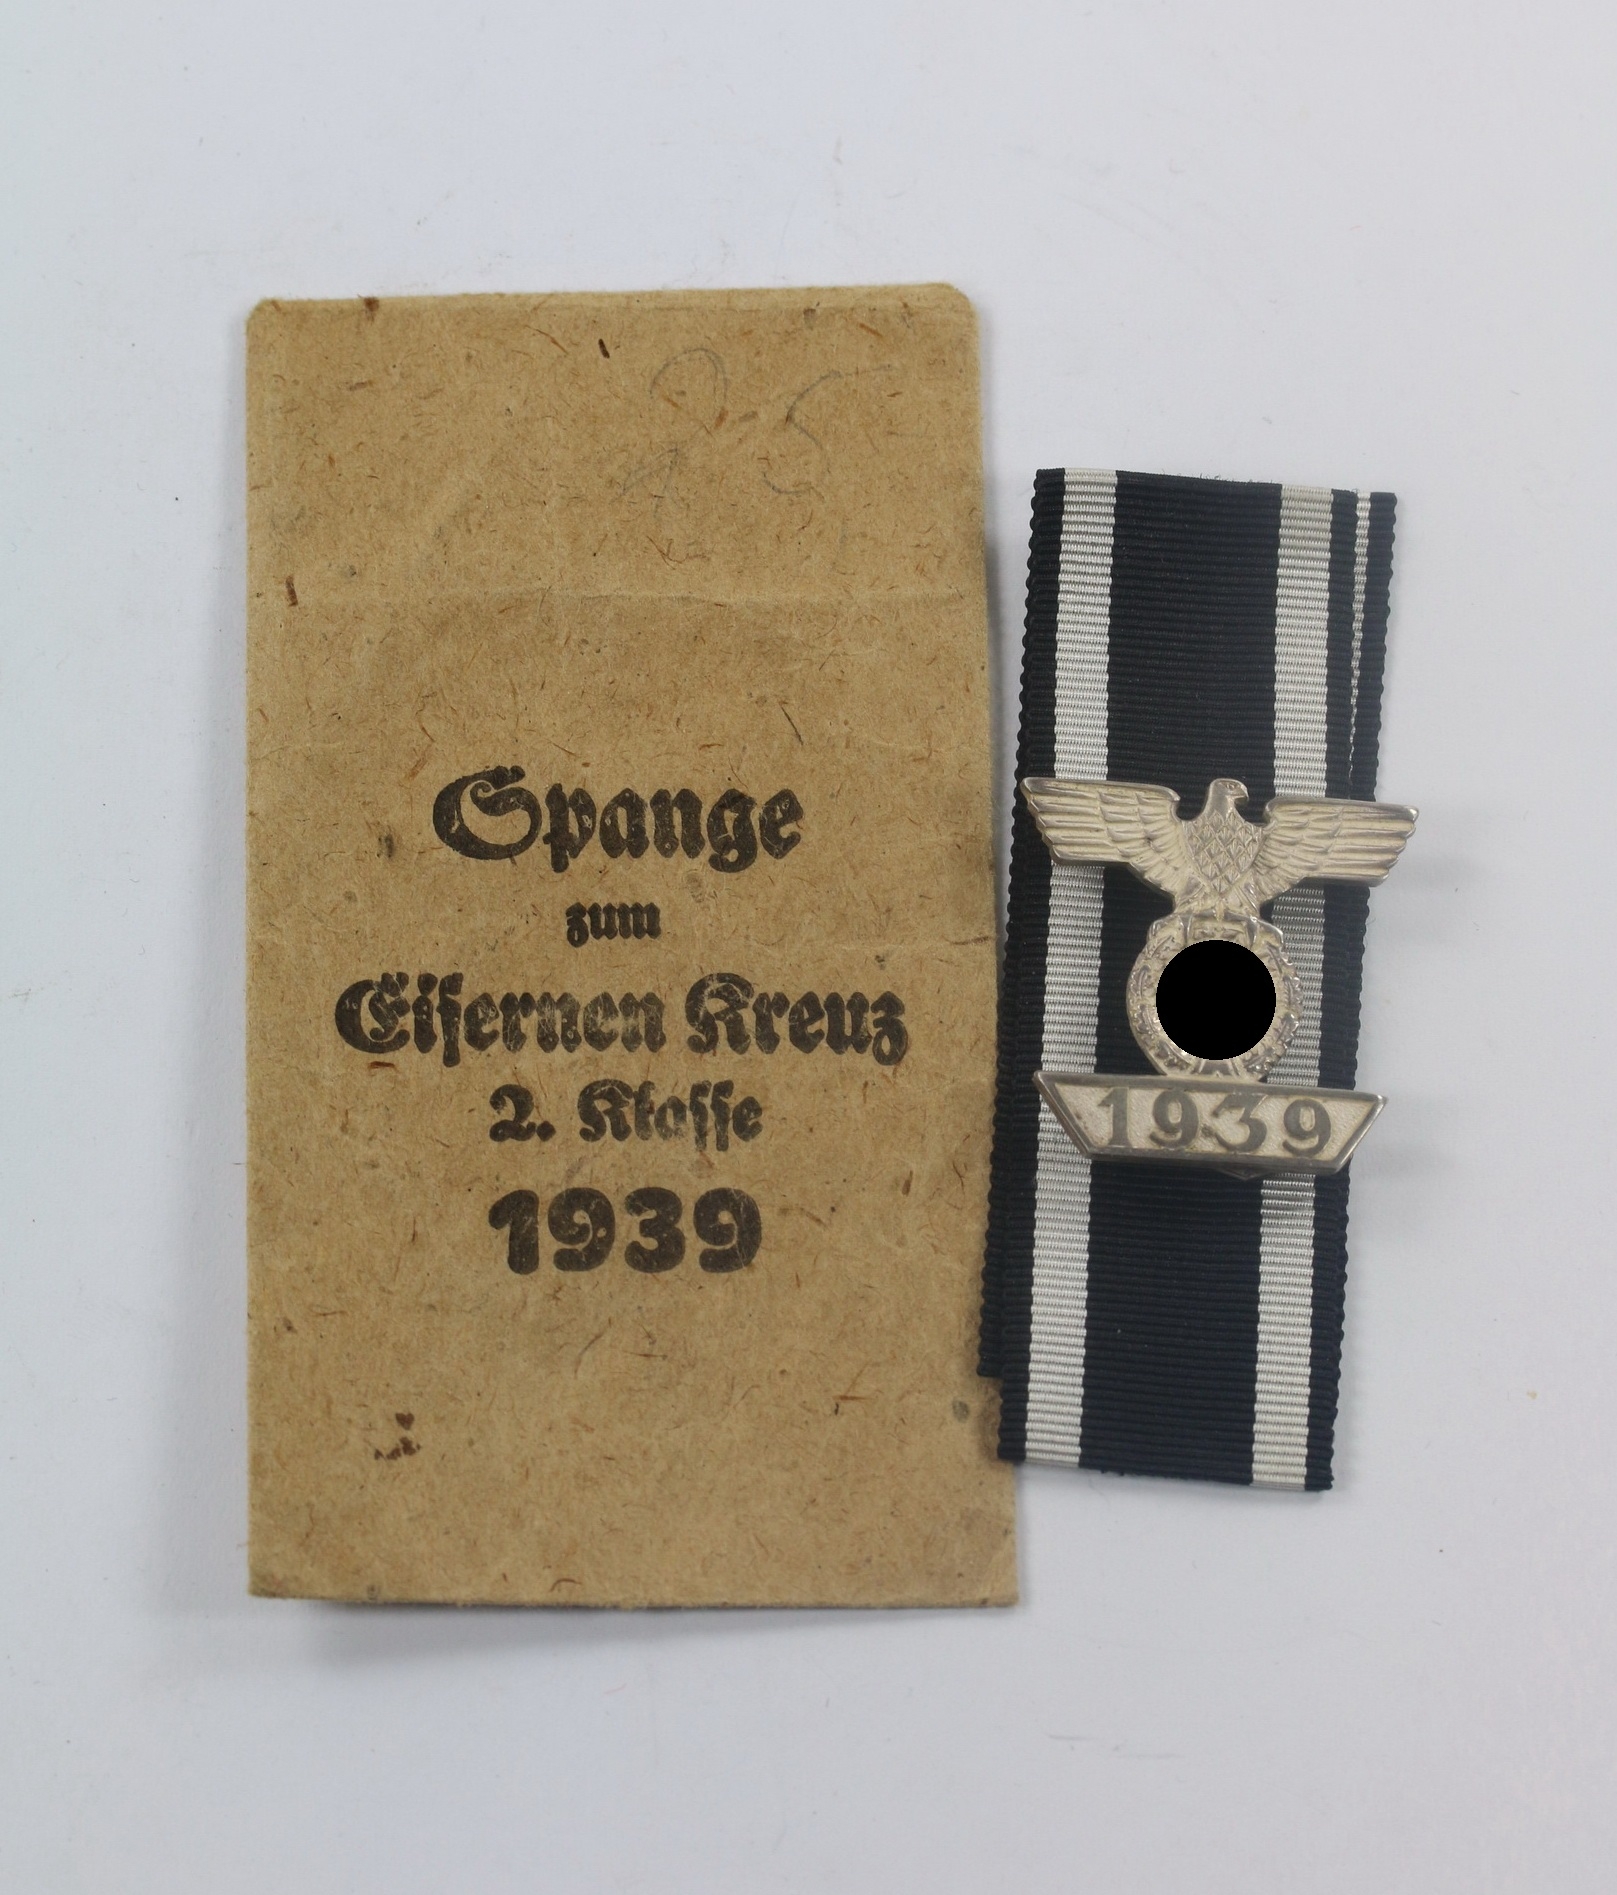 Spange
zum
Eisernen Kreuz
2. Klasse
1939
1939